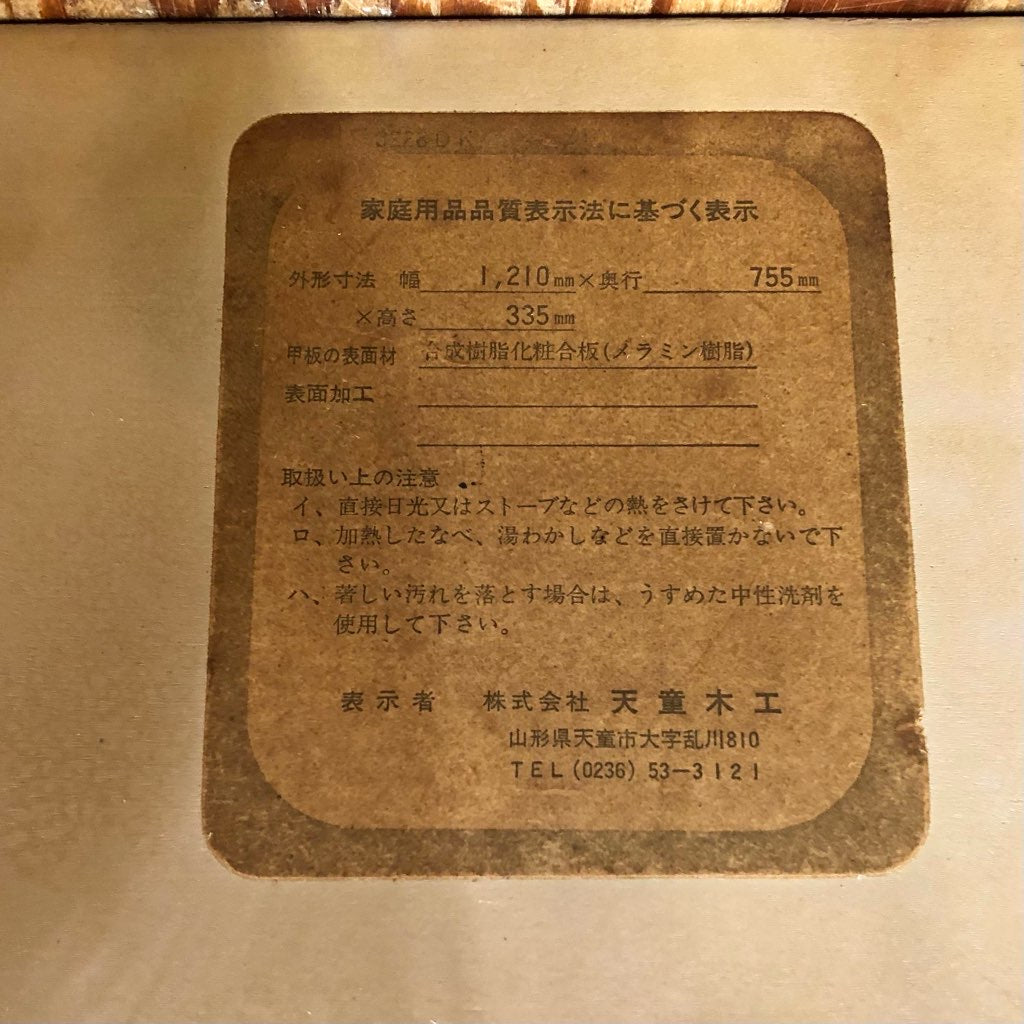 家庭用品品質表示法に基づく表示
外形寸法 幅 1,210mm×奥行 755mm
×高さ 335mm
甲板の表面材 合成樹脂化粧合板(メラミン樹脂)
表面加工
取扱い上の注意
イ、直接日光又はストーブなどの熱をさけて下さい。
ロ、加熱したなべ、湯わかしなどを直接置かないで下
さい。
ハ、著しい汚れを落とす場合は、うすめた中性洗剤を
使用して下さい。
表示者 株式会社 天童木工
山形県天童市大字乱川810
TEL(0236) 53-3121